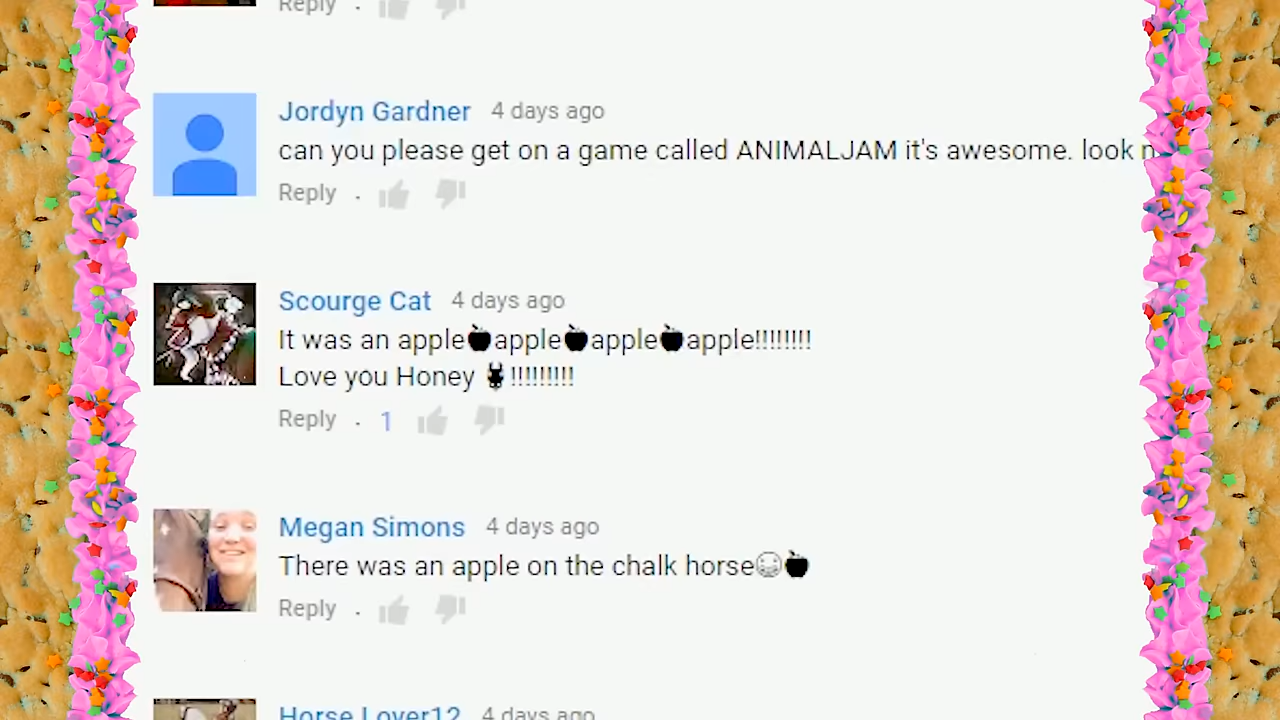 Reply .
Jordyn Gardner 4 days ago
can you please get on a game called ANIMALJAM it's awesome. look
Reply .
Scourge Cat 4 days ago
It was an apple🍎apple🍎apple🍎apple!!!!!!!!
Love you Honey !!!!!!!!!
Reply . 1
Megan Simons 4 days ago
There was an apple on the chalk horse😀🍎
Reply .
Horse Lover12 4 days ago